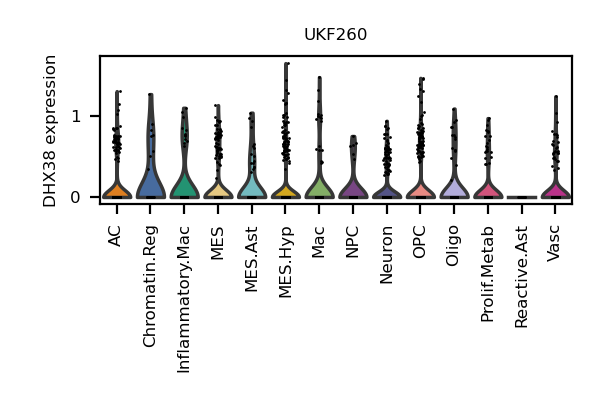 UKF260
DHX38 expression
1
0
AC
Chromatin.Reg
Inflammatory.Mac
MES
MES.Ast
MES.Hyp
Mac
NPC
Neuron
OPC
Oligo
Prolif.Metab
Reactive.Ast
Vasc